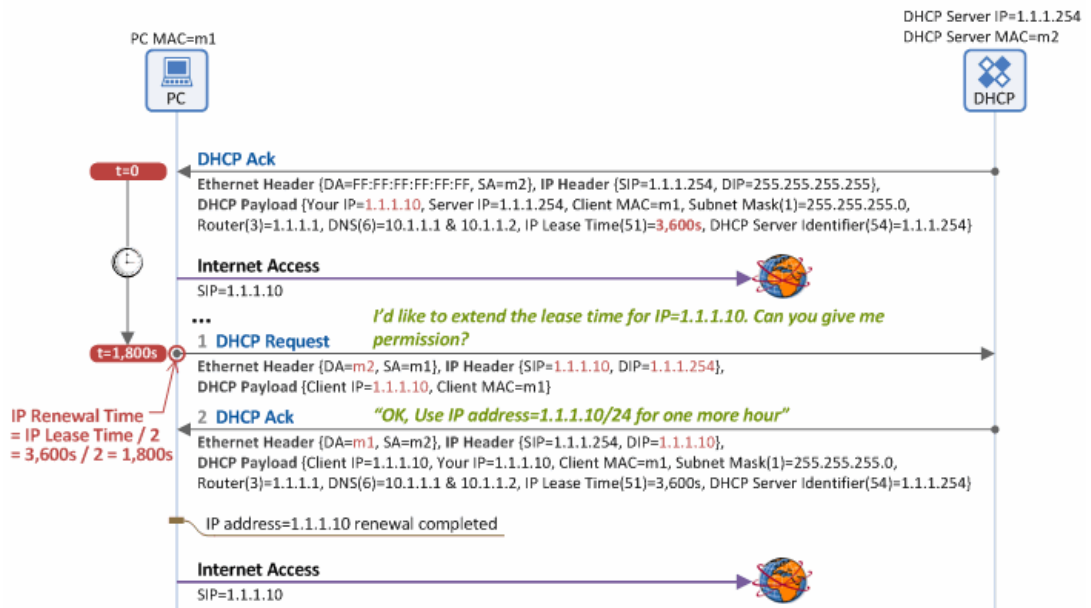 DHCP Server IP=1.1.1.254
PC MAC=m1
DHCP Server MAC=m2
PC
DHCP
DHCP Ack
t=0
Ethernet Header {DA=FF:FF:FF:FF:FF:FF, SA=m2}, IP Header {SIP=1.1.1.254, DIP=255.255.255.255},
DHCP Payload {Your IP=1.1.1.10, Server IP=1.1.1.254, Client MAC=m1, Subnet Mask(1)=255.255.255.0,
Router(3)=1.1.1.1, DNS(6)=10.1.1.1 & 10.1.1.2, IP Lease Time(51)=3,600s, DHCP Server Identifier(54)=1.1.1.254}
Internet Access
SIP=1.1.1.10
...
I'd like to extend the lease time for IP=1.1.1.10. Can you give me
permission?
1 DHCP Request
t=1,800s
Ethernet Header {DA=m2, SA=m1}, IP Header {SIP=1.1.1.10, DIP=1.1.1.254},
DHCP Payload {Client IP=1.1.1.10, Client MAC=m1}
IP Renewal Time
= IP Lease Time / 2
= 3,600s / 2 = 1,800s
2 DHCP Ack
“OK, Use IP address=1.1.1.10/24 for one more hour”
Ethernet Header {DA=m1, SA=m2}, IP Header {SIP=1.1.1.254, DIP=1.1.1.10},
DHCP Payload {Client IP=1.1.1.10, Your IP=1.1.1.10, Client MAC=m1, Subnet Mask(1)=255.255.255.0,
Router(3)=1.1.1.1, DNS(6)=10.1.1.1 & 10.1.1.2, IP Lease Time(51)=3,600s, DHCP Server Identifier(54)=1.1.1.254}
IP address=1.1.1.10 renewal completed
Internet Access
SIP=1.1.1.10